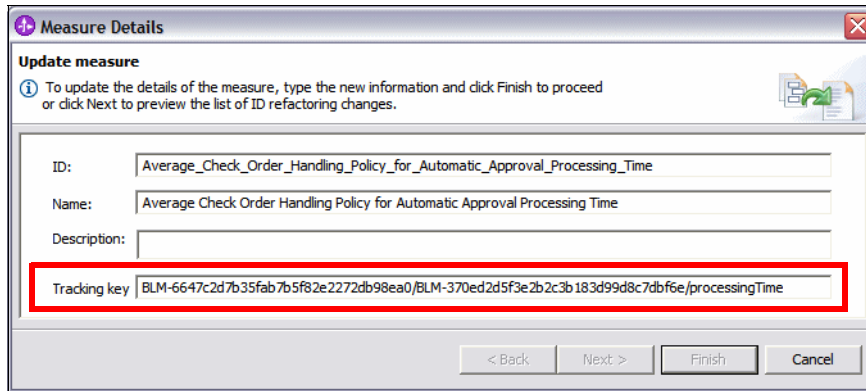 Measure Details
Update measure
To update the details of the measure, type the new information and click Finish to proceed
or click Next to preview the list of ID refactoring changes.
ID: Average_Check_Order_Handling_Policy_for_Automatic_Approval_Processing_Time
Name: Average Check Order Handling Policy for Automatic Approval Processing Time
Description:
Tracking key BLM-6647c2d7b35fab7b5f82e2272db98ea0/BLM-370ed2d5f3e2b2c3b183d99d8c7dbf6e/processingTime
< Back Next > Finish Cancel